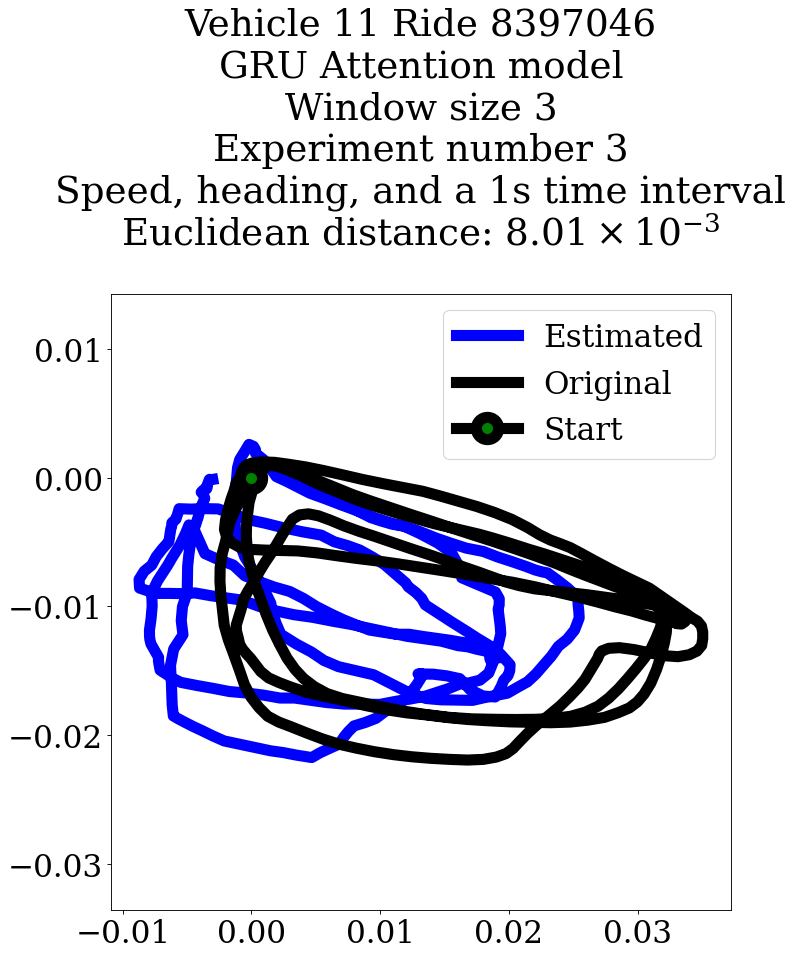 Vehicle 11 Ride 8397046
GRU Attention model
Window size 3
Experiment number 3
Speed, heading, and a 1s time interval
Euclidean distance: 8.01 × 10⁻³
Estimated
Original
Start
0.01
0.00
−0.01
−0.02
−0.03
−0.01 0.00 0.01 0.02 0.03